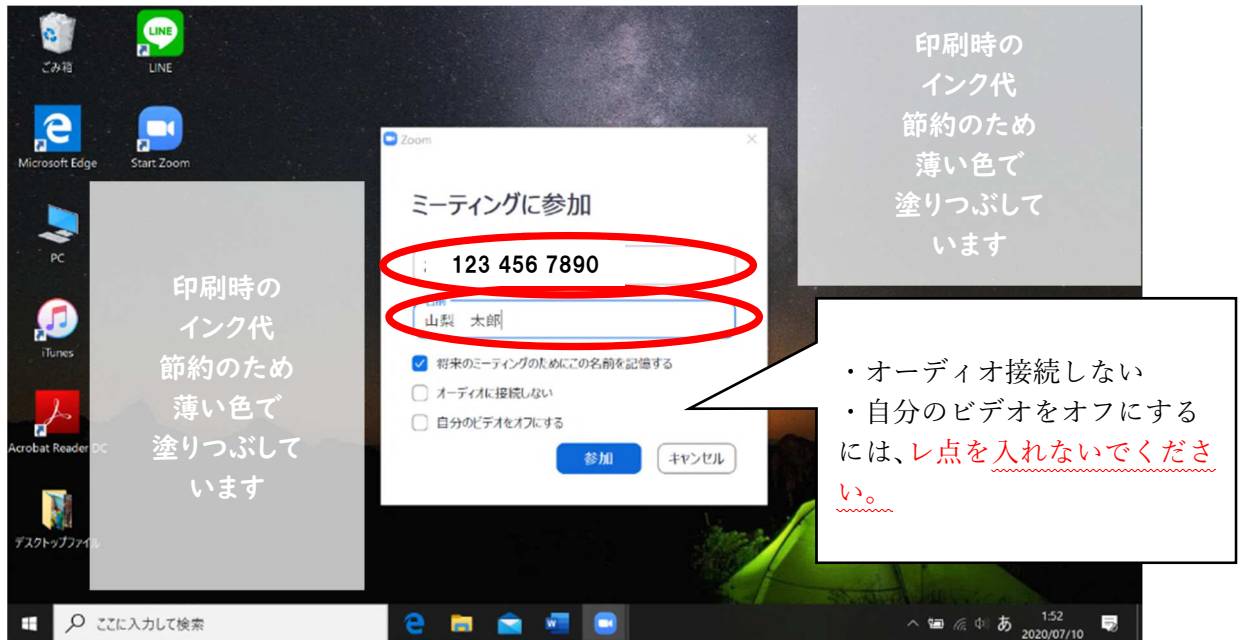 ごみ箱
LINE
LINE
Microsoft Edge
Start Zoom
PC
iTunes
Acrobat Reader DC
デスクトップファイル
印刷時の
インク代
節約のため
薄い色で
塗りつぶして
います
Zoom
ミーティングに参加
123 456 7890
名前
山梨 太郎
将来のミーティングのためにこの名前を記憶する
オーディオに接続しない
自分のビデオをオフにする
参加
キャンセル
印刷時の
インク代
節約のため
薄い色で
塗りつぶして
います
・オーディオ接続しない
・自分のビデオをオフにする
には、レ点を入れないでくださ
い。
ここに入力して検索
あ
1:52
2020/07/10